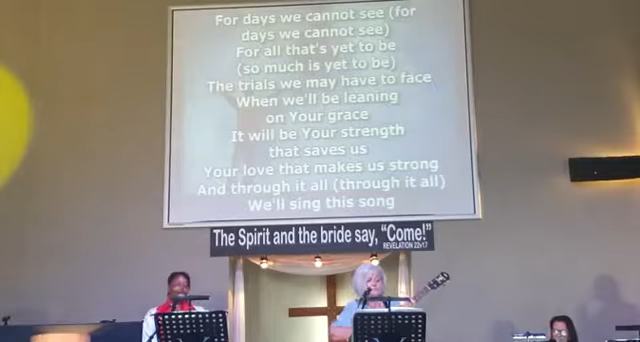 For days we cannot see (for
days we cannot see)
For all that's yet to be
(so much is yet to be)
The trials we may have to face
When we'll be leaning
on Your grace
It will be Your strength
that saves us
Your love that makes us strong
And through it all (through it all)
We'll sing this song
The Spirit and the bride say, "Come!"
REVELATION 22v17